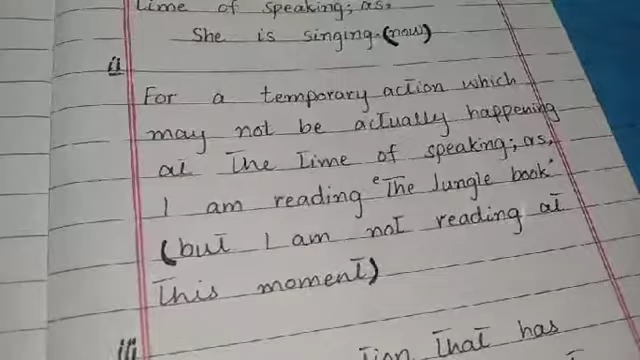 time of speaking; as,
She is singing. (now)
ii
For a temporary action which
may not be actually happening
at the time of speaking; as,
I am reading "The Jungle book"
(but I am not reading at
this moment)
iii
tion that has